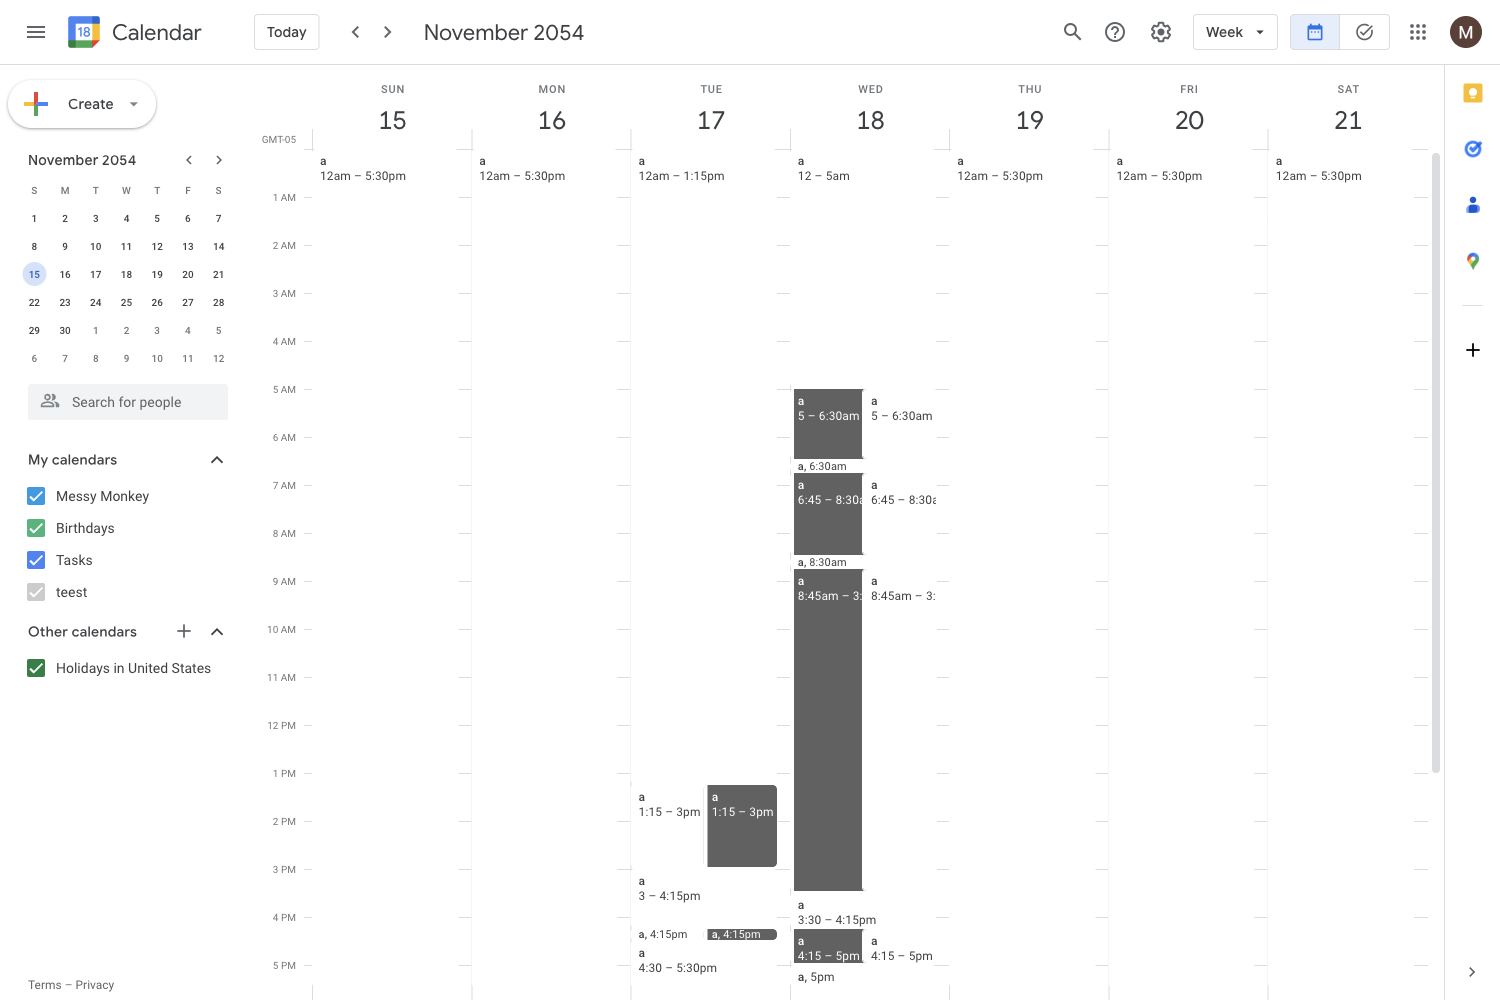 18 Calendar Today November 2054 Week M
Create
November 2054
S M T W T F S
1 2 3 4 5 6 7
8 9 10 11 12 13 14
15 16 17 18 19 20 21
22 23 24 25 26 27 28
29 30 1 2 3 4 5
6 7 8 9 10 11 12
Search for people
My calendars
Messy Monkey
Birthdays
Tasks
teest
Other calendars
Holidays in United States
Terms – Privacy
SUN MON TUE WED THU FRI SAT
15 16 17 18 19 20 21
GMT-05
a a a a a a a
12am – 5:30pm 12am – 5:30pm 12am – 1:15pm 12 – 5am 12am – 5:30pm 12am – 5:30pm 12am – 5:30pm
1 AM
2 AM
3 AM
4 AM
5 AM
a a
5 – 6:30am 5 – 6:30am
6 AM
a, 6:30am
7 AM
a a
6:45 – 8:30a 6:45 – 8:30a
8 AM
a, 8:30am
9 AM
a a
8:45am – 3: 8:45am – 3:
10 AM
11 AM
12 PM
1 PM
a a
1:15 – 3pm 1:15 – 3pm
2 PM
3 PM
a
3 – 4:15pm
a
3:30 – 4:15pm
4 PM
a, 4:15pm a, 4:15pm
a a
4:15 – 5pm 4:15 – 5pm
a
4:30 – 5:30pm
5 PM
a, 5pm